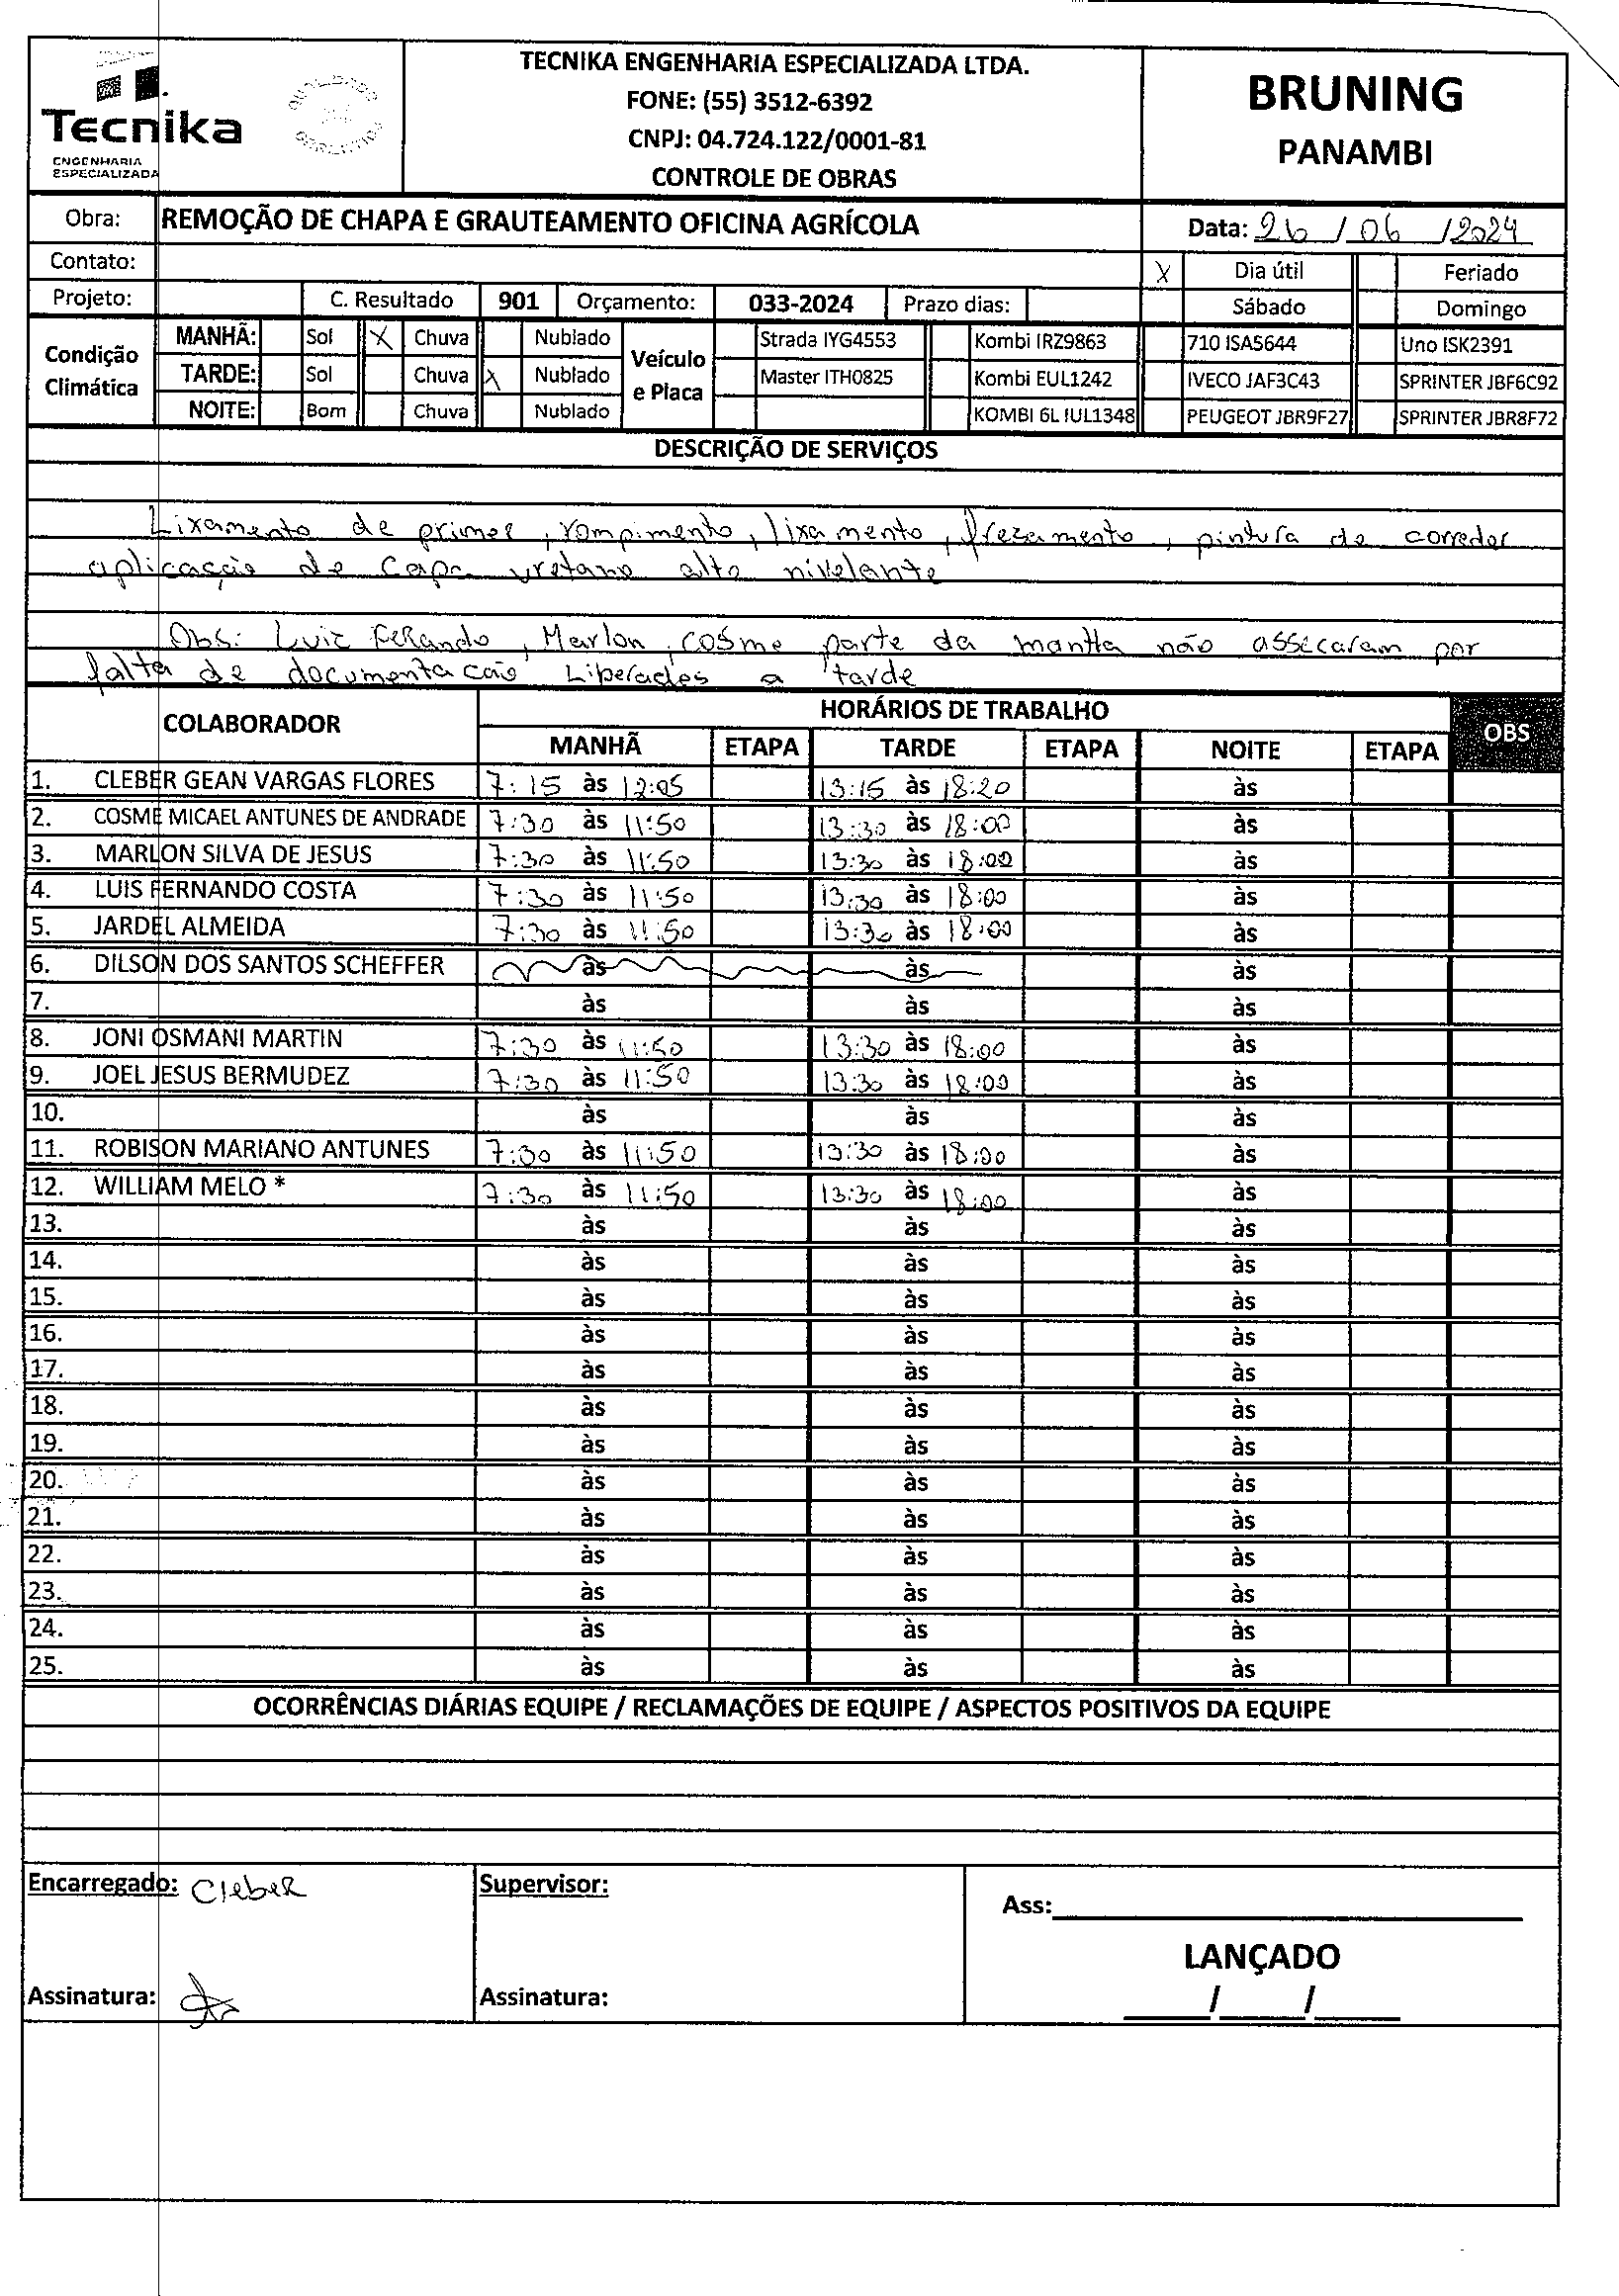 Tecnika
ENGENHARIA
ESPECIALIZADA
TECNIKA ENGENHARIA ESPECIALIZADA LTDA.
FONE: (55) 3512-6392
CNPJ: 04.724.122/0001-81
CONTROLE DE OBRAS
BRUNING
PANAMBI
Obra: REMOÇÃO DE CHAPA E GRAUTEAMENTO OFICINA AGRÍCOLA Data: 26 / 06 / 2024
Contato: X Dia útil Feriado
Projeto: C. Resultado 901 Orçamento: 033-2024 Prazo dias: Sábado Domingo
Condição Climática Veículo e Placa
MANHÃ: Sol X Chuva Nublado Strada IYG4553 Kombi IRZ9863 710 ISA5644 Uno ISK2391
TARDE: Sol Chuva X Nublado Master ITH0825 Kombi EUL1242 IVECO JAF3C43 SPRINTER JBF6C92
NOITE: Bom Chuva Nublado KOMBI 6L IUL1348 PEUGEOT JBR9F27 SPRINTER JBR8F72
DESCRIÇÃO DE SERVIÇOS
Lixamento de primer, rompimento, lixamento, frezamento, pintura de corredor
aplicação de Capa uretano alto nivelante
Obs: Luiz Ferando, Marlon, cosme parte da mantha não assecaram por
falta de documentacão Liberados a tarde
COLABORADOR HORÁRIOS DE TRABALHO OBS
MANHÃ ETAPA TARDE ETAPA NOITE ETAPA
1. CLEBER GEAN VARGAS FLORES 7:15 às 12:05 13:15 às 18:20 às
2. COSME MICAEL ANTUNES DE ANDRADE 7:30 às 11:50 13:30 às 18:00 às
3. MARLON SILVA DE JESUS 7:30 às 11:50 13:30 às 18:00 às
4. LUIS FERNANDO COSTA 7:30 às 11:50 13:30 às 18:00 às
5. JARDEL ALMEIDA 7:30 às 11:50 13:30 às 18:00 às
6. DILSON DOS SANTOS SCHEFFER às às às
7. às às às
8. JONI OSMANI MARTIN 7:30 às 11:50 13:30 às 18:00 às
9. JOEL JESUS BERMUDEZ 7:30 às 11:50 13:30 às 18:00 às
10. às às às
11. ROBISON MARIANO ANTUNES 7:30 às 11:50 13:30 às 18:00 às
12. WILLIAM MELO * 7:30 às 11:50 13:30 às 18:00 às
13. às às às
14. às às às
15. às às às
16. às às às
17. às às às
18. às às às
19. às às às
20. às às às
21. às às às
22. às às às
23. às às às
24. às às às
25. às às às
OCORRÊNCIAS DIÁRIAS EQUIPE / RECLAMAÇÕES DE EQUIPE / ASPECTOS POSITIVOS DA EQUIPE
Encarregado: Cleber Supervisor: Ass:
LANÇADO
Assinatura: Assinatura: / /